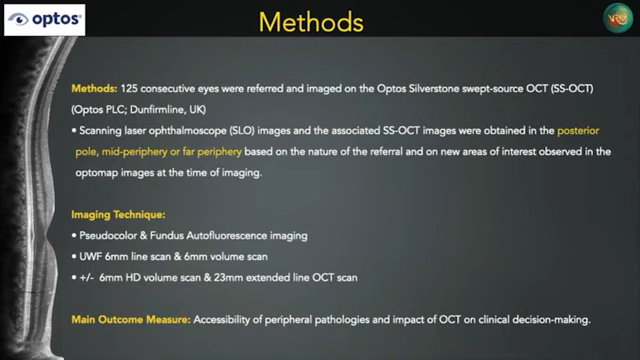 optos®
Methods
VRM
Methods: 125 consecutive eyes were referred and imaged on the Optos Silverstone swept-source OCT (SS-OCT)
(Optos PLC; Dunfirmline, UK)
• Scanning laser ophthalmoscope (SLO) images and the associated SS-OCT images were obtained in the posterior
pole, mid-periphery or far periphery based on the nature of the referral and on new areas of interest observed in the
optomap images at the time of imaging.
Imaging Technique:
• Pseudocolor & Fundus Autofluorescence imaging
• UWF 6mm line scan & 6mm volume scan
• +/- 6mm HD volume scan & 23mm extended line OCT scan
Main Outcome Measure: Accessibility of peripheral pathologies and impact of OCT on clinical decision-making.